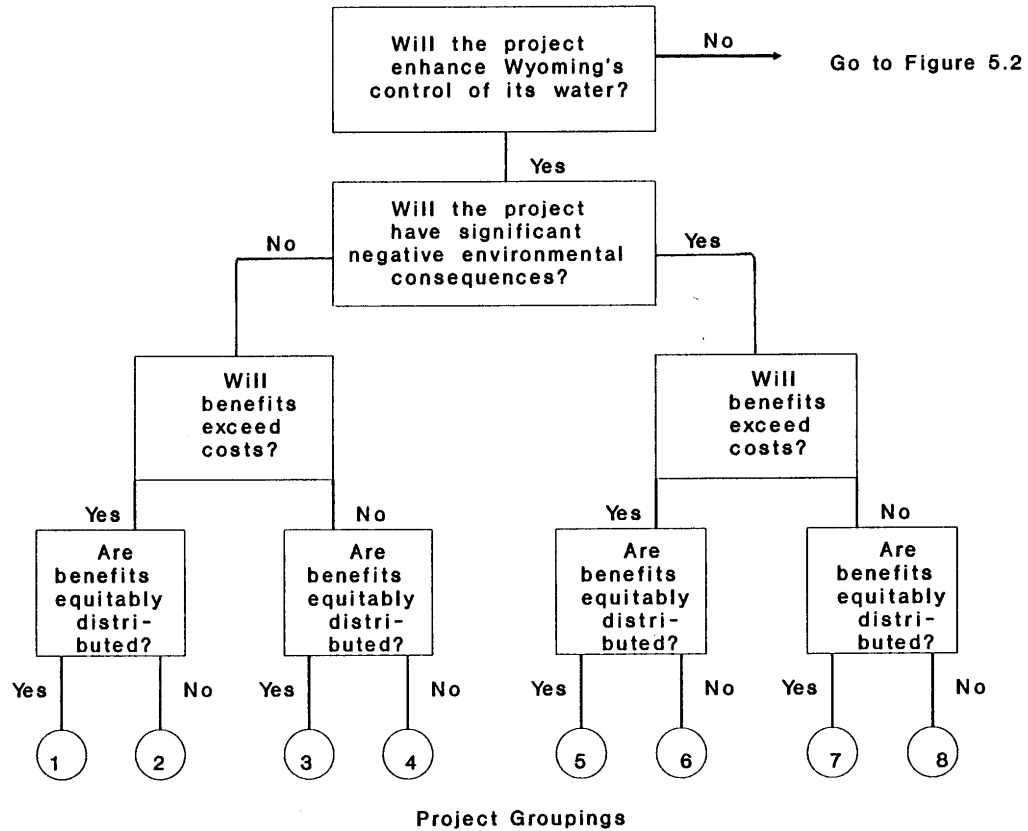 Will the project
enhance Wyoming's
control of its water?
No
Go to Figure 5.2
Yes
Will the project
have significant
negative environmental
consequences?
No
Yes
Will
benefits
exceed
costs?
Will
benefits
exceed
costs?
Yes
No
Yes
No
Are
benefits
equitably
distri-
buted?
Are
benefits
equitably
distri-
buted?
Are
benefits
equitably
distri-
buted?
Are
benefits
equitably
distri-
buted?
Yes
No
Yes
No
Yes
No
Yes
No
1
2
3
4
5
6
7
8
Project Groupings